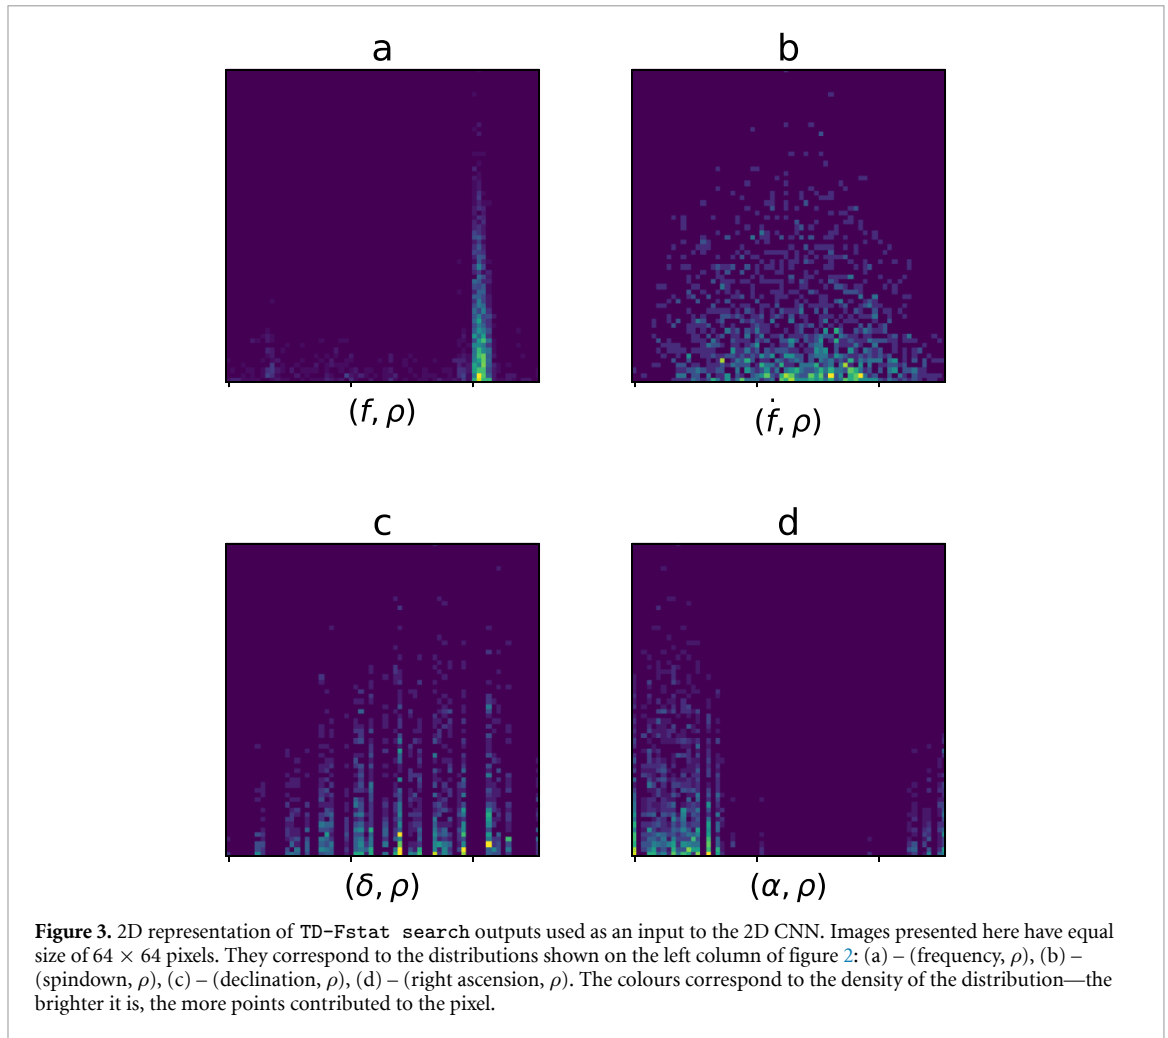 a
b
(f, ρ)
(ḟ, ρ)
c
d
(δ, ρ)
(α, ρ)
Figure 3. 2D representation of TD-Fstat search outputs used as an input to the 2D CNN. Images presented here have equal
size of 64 × 64 pixels. They correspond to the distributions shown on the left column of figure 2: (a) – (frequency, ρ), (b) –
(spindown, ρ), (c) – (declination, ρ), (d) – (right ascension, ρ). The colours correspond to the density of the distribution—the
brighter it is, the more points contributed to the pixel.